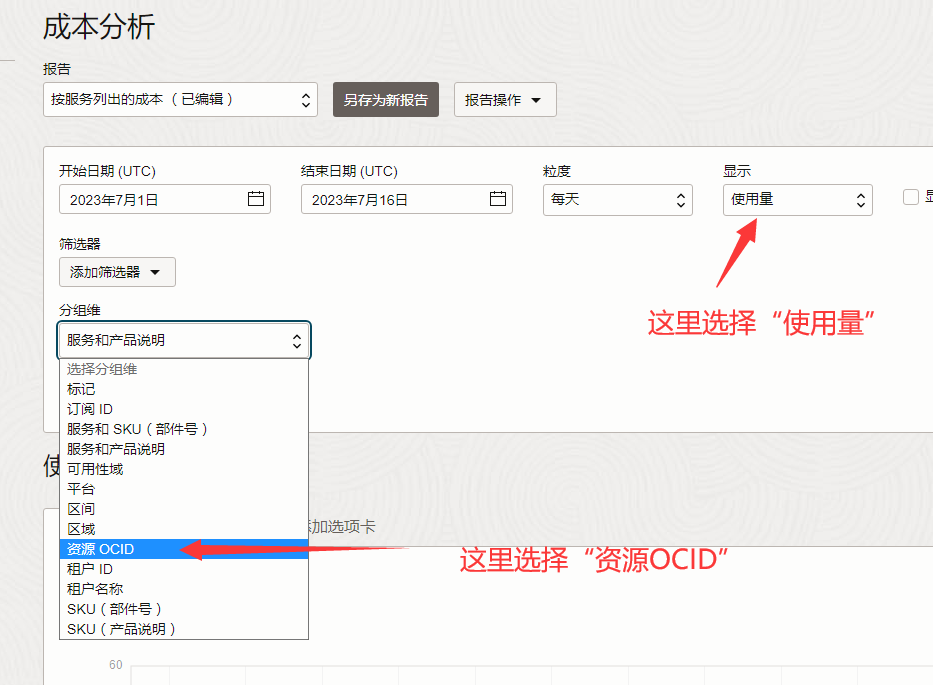 成本分析
报告
按服务列出的成本（已编辑）
另存为新报告
报告操作
开始日期 (UTC)
结束日期 (UTC)
粒度
显示
2023年7月1日
2023年7月16日
每天
使用量
筛选器
添加筛选器
这里选择“使用量”
分组维
服务和产品说明
选择分组维
标记
订阅 ID
服务和 SKU（部件号）
服务和产品说明
可用性域
平台
区间
区域
加选项卡
资源 OCID
这里选择“资源OCID”
租户 ID
租户名称
SKU（部件号）
SKU（产品说明）
60